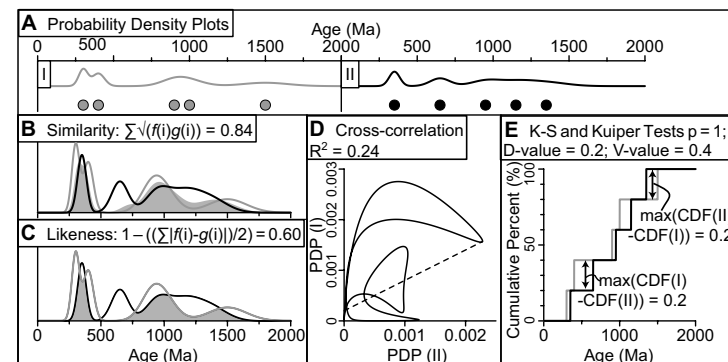 A Probability Density Plots
Age (Ma)
0 500 1000 1500 2000 500 1000 1500 2000
I
II
B Similarity: ∑√(f(i)g(i)) = 0.84
C Likeness: 1 – ((∑|f(i)-g(i)|)/2) = 0.60
0 500 1000 1500 2000
Age (Ma)
D Cross-correlation
R² = 0.24
PDP (I)
0.003
0.002
0.001
0
0 0.001 0.002
PDP (II)
E K-S and Kuiper Tests p = 1;
D-value = 0.2; V-value = 0.4
Cumulative Percent (%)
100
50
0
max(CDF(II)
-CDF(I)) = 0.2
max(CDF(I)
-CDF(II)) = 0.2
0 1000 2000
Age (Ma)